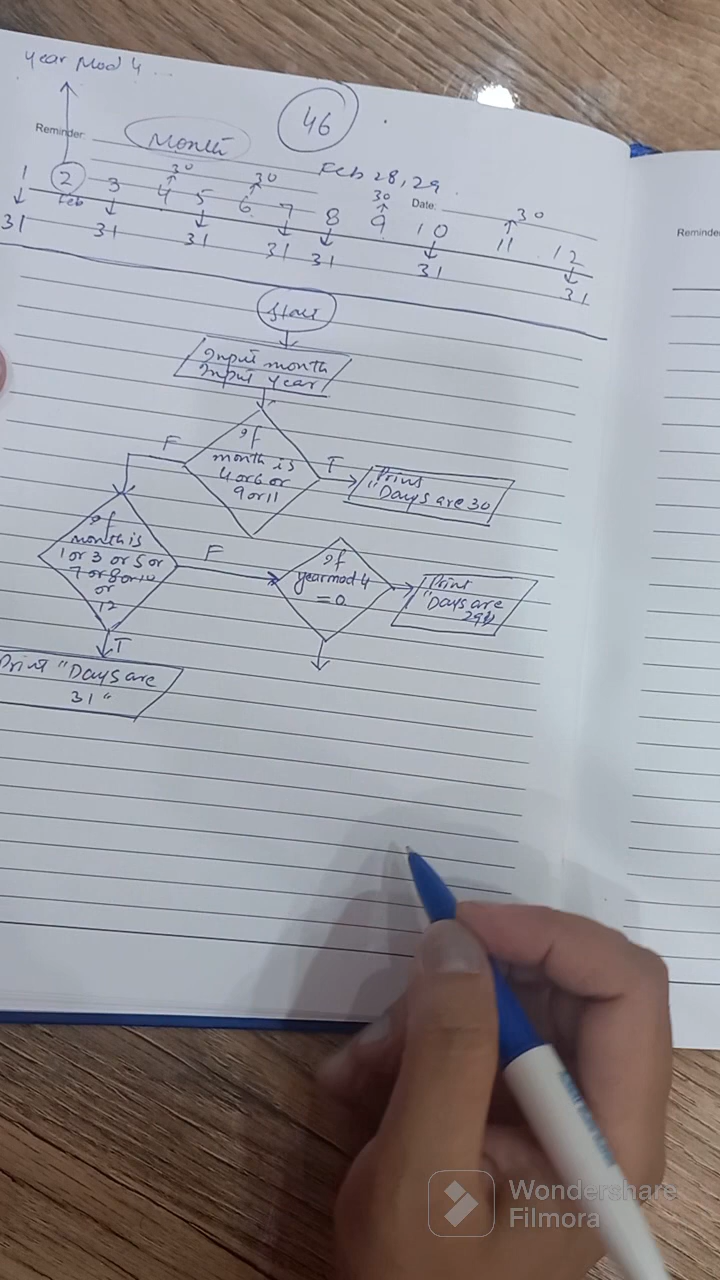 Year Mod 4 ...
46
Reminder:
Month
Feb 28, 29
Date:
30 30 30 30
1 2 3 4 5 6 7 8 9 10 11 12
Feb
31 31 31 31 31 31 31
Reminder
Start
Input month
Input year
If
month is
4 or 6 or
9 or 11
F
T
Print
"Days are 30
If
month is
1 or 3 or 5 or
7 or 8 or 10
or
12
F
T
If
year mod 4
= 0
Print
"Days are
29"
Print "Days are
31"
Wondershare
Filmora